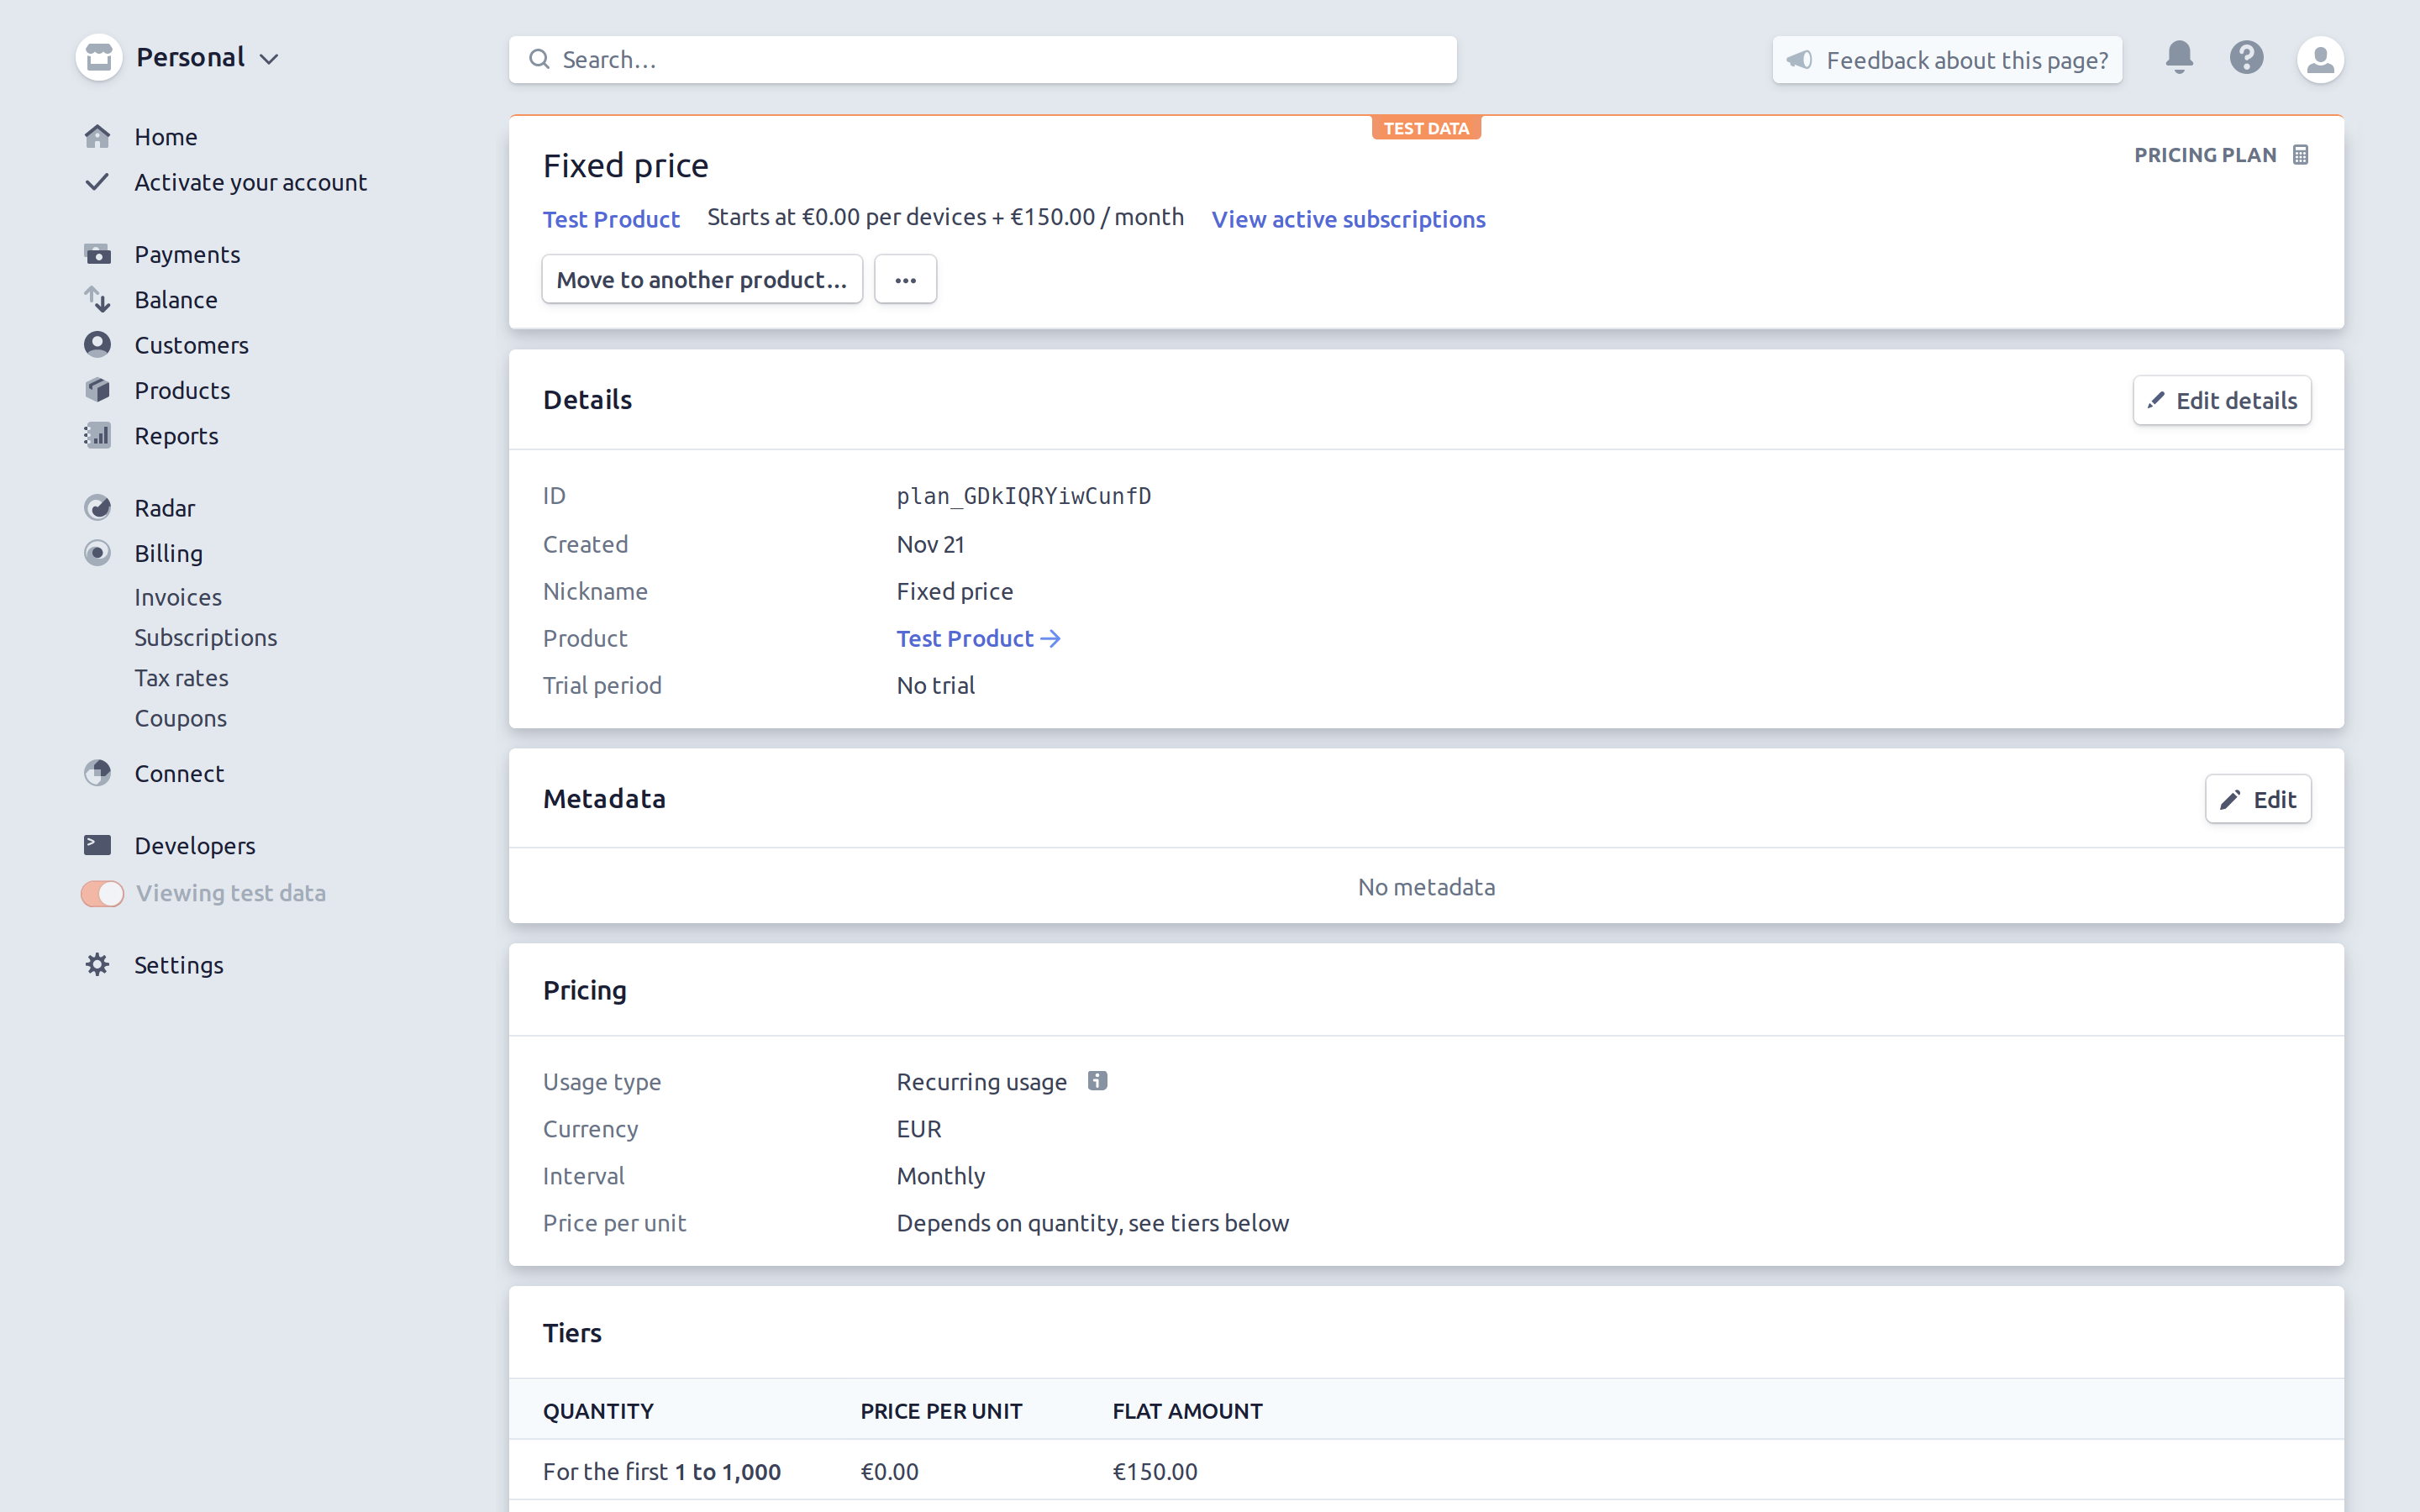 Personal
Search…
Feedback about this page?
Home
Activate your account
Payments
Balance
Customers
Products
Reports
Radar
Billing
Invoices
Subscriptions
Tax rates
Coupons
Connect
Developers
Viewing test data
Settings
TEST DATA
Fixed price
PRICING PLAN
Test Product Starts at €0.00 per devices + €150.00 / month View active subscriptions
Move to another product…
Details
Edit details
ID plan_GDkIQRYiwCunfD
Created Nov 21
Nickname Fixed price
Product Test Product
Trial period No trial
Metadata
Edit
No metadata
Pricing
Usage type Recurring usage
Currency EUR
Interval Monthly
Price per unit Depends on quantity, see tiers below
Tiers
QUANTITY PRICE PER UNIT FLAT AMOUNT
For the first 1 to 1,000 €0.00 €150.00